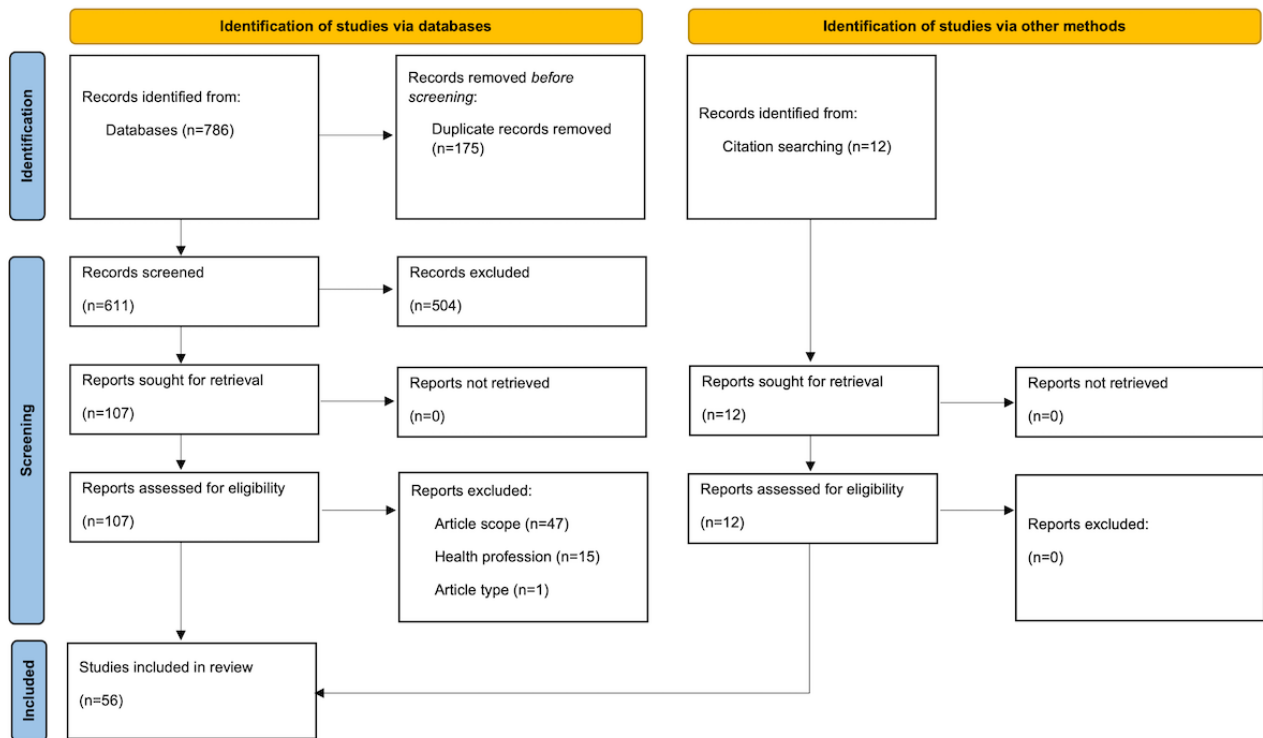 Identification of studies via databases
Identification of studies via other methods
Identification
Records identified from:
Databases (n=786)
Records removed before
screening:
Duplicate records removed
(n=175)
Records identified from:
Citation searching (n=12)
Screening
Records screened
(n=611)
Records excluded
(n=504)
Reports sought for retrieval
(n=107)
Reports not retrieved
(n=0)
Reports sought for retrieval
(n=12)
Reports not retrieved
(n=0)
Reports assessed for eligibility
(n=107)
Reports excluded:
Article scope (n=47)
Health profession (n=15)
Article type (n=1)
Reports assessed for eligibility
(n=12)
Reports excluded:
(n=0)
Included
Studies included in review
(n=56)